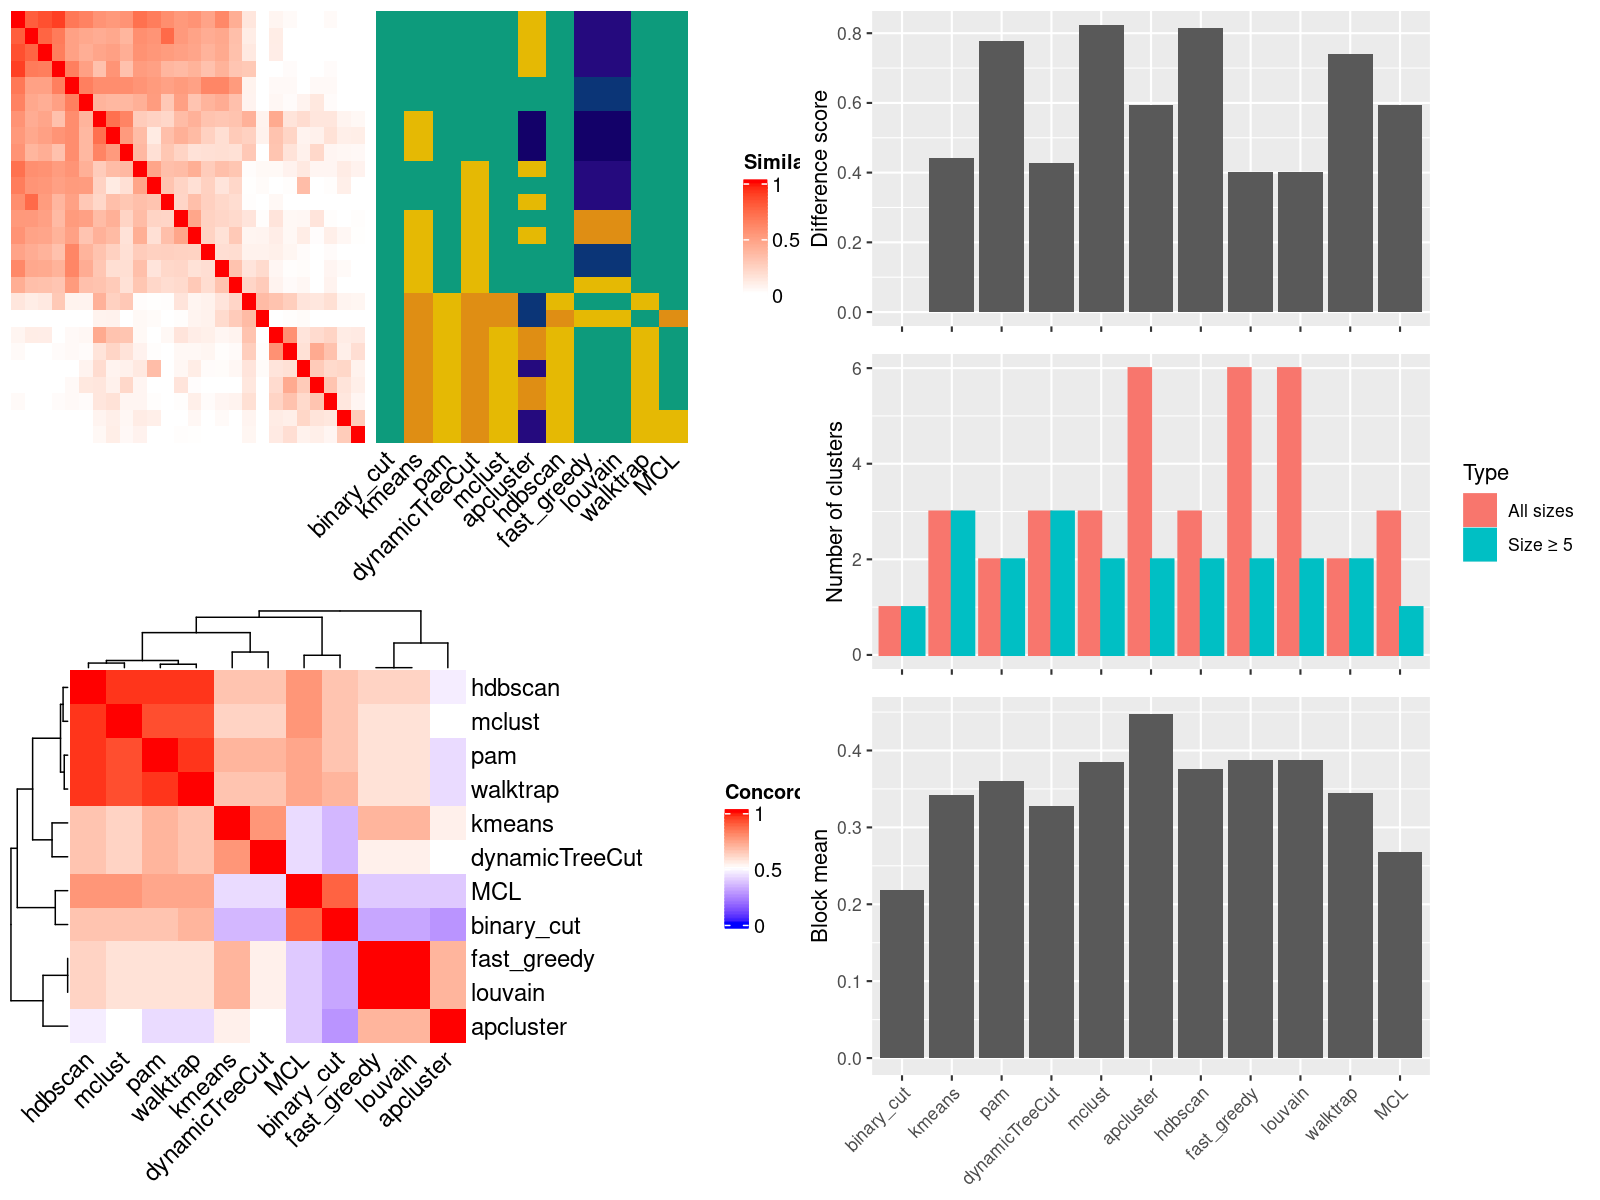 Simila
1
0.5
0
binary_cut
kmeans
pam
dynamicTreeCut
mclust
apcluster
hdbscan
fast_greedy
louvain
walktrap
MCL
hdbscan
mclust
pam
walktrap
kmeans
dynamicTreeCut
MCL
binary_cut
fast_greedy
louvain
apcluster
Concord
1
0.5
0
hdbscan
mclust
pam
walktrap
kmeans
dynamicTreeCut
MCL
binary_cut
fast_greedy
louvain
apcluster
Difference score
0.8
0.6
0.4
0.2
0.0
Number of clusters
6
4
2
0
Type
All sizes
Size ≥ 5
Block mean
0.4
0.3
0.2
0.1
0.0
binary_cut
kmeans
pam
dynamicTreeCut
mclust
apcluster
hdbscan
fast_greedy
louvain
walktrap
MCL